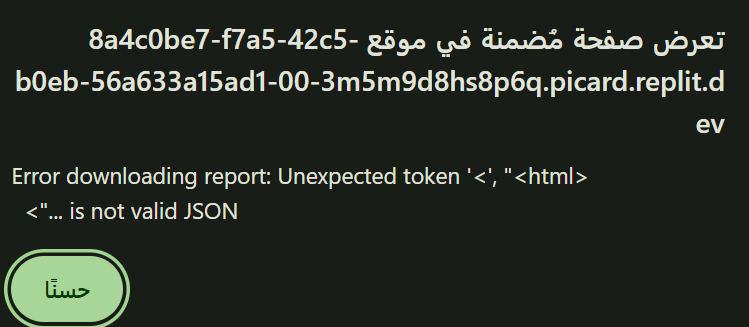 تعرض صفحة مُضمنة في موقع 8a4c0be7-f7a5-42c5-
b0eb-56a633a15ad1-00-3m5m9d8hs8p6q.picard.replit.d
ev
Error downloading report: Unexpected token '<', "<html>
<"... is not valid JSON
حسنًا